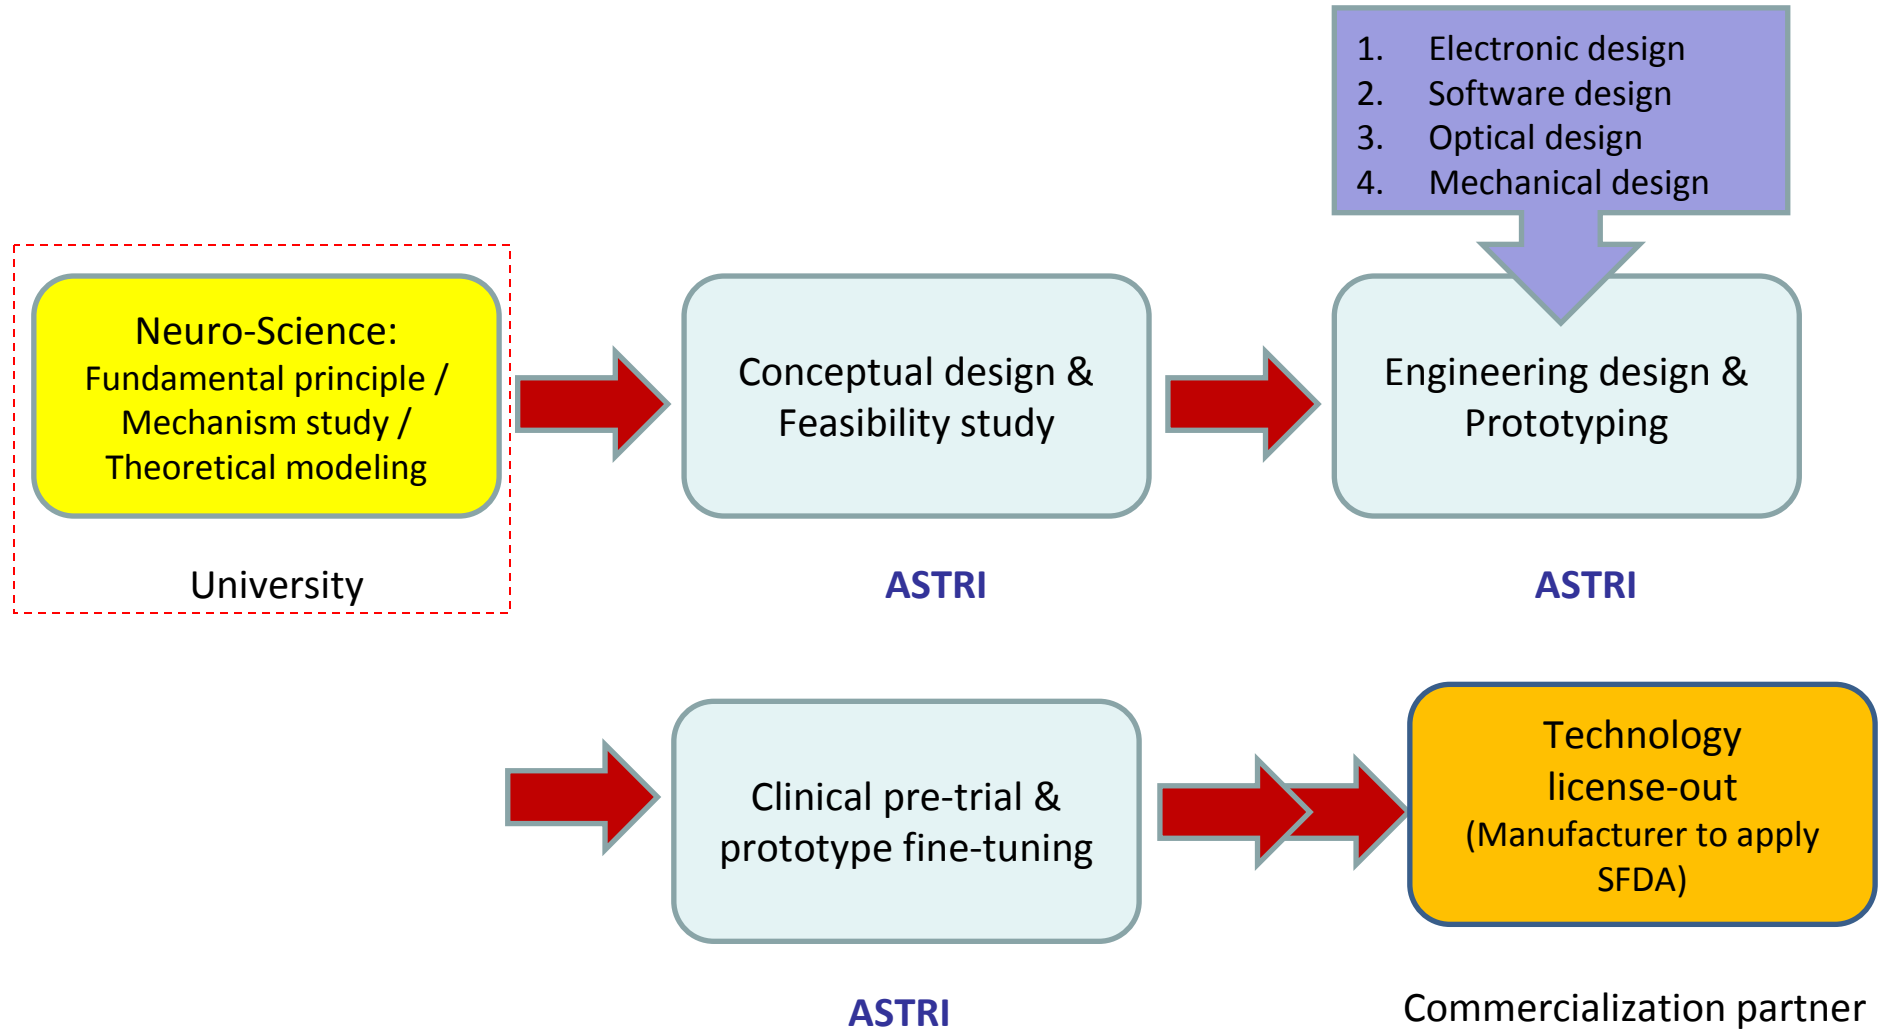 1. Electronic design
2. Software design
3. Optical design
4. Mechanical design
Neuro-Science:
Fundamental principle /
Mechanism study /
Theoretical modeling
University
Conceptual design &
Feasibility study
ASTRI
Engineering design &
Prototyping
ASTRI
Clinical pre-trial &
prototype fine-tuning
ASTRI
Technology
license-out
(Manufacturer to apply
SFDA)
Commercialization partner